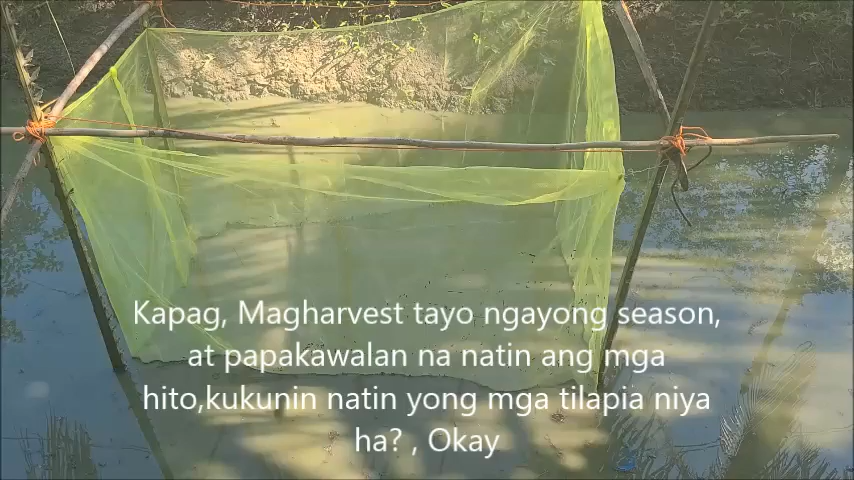 Kapag, Magharvest tayo ngayong season,
at papakawalan na natin ang mga
hito,kukunin natin yong mga tilapia niya
ha? , Okay